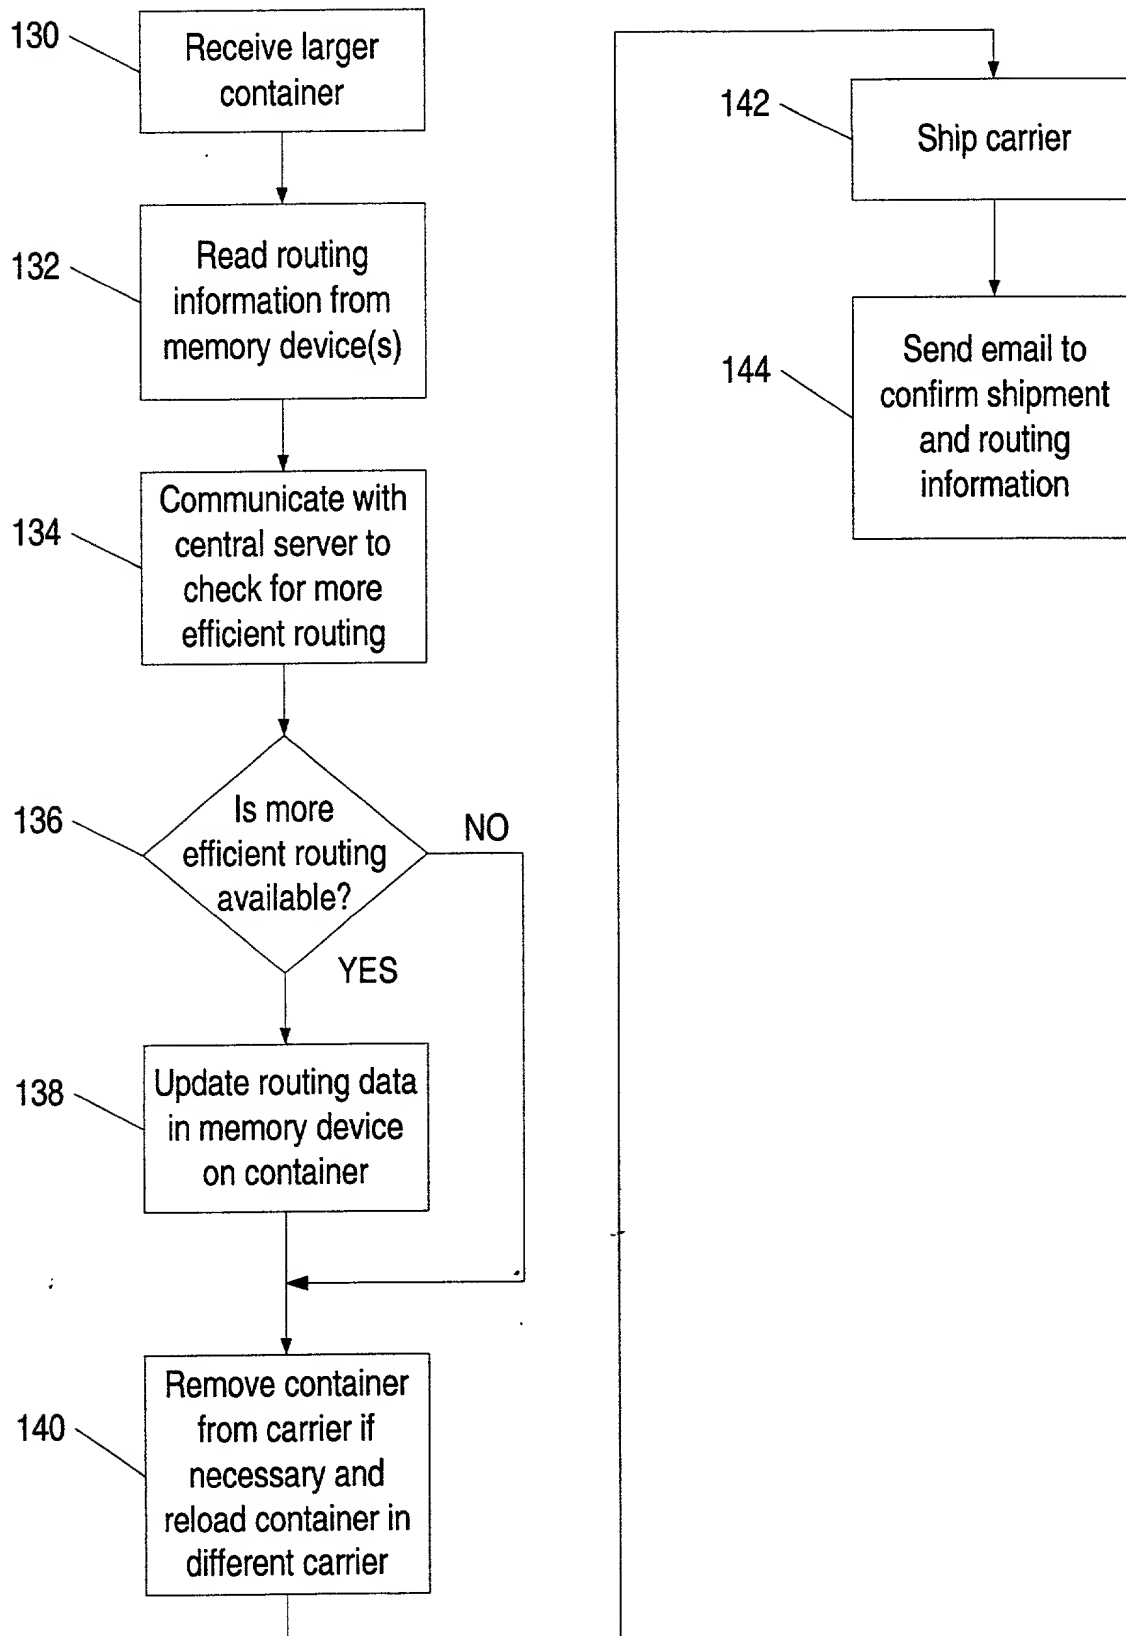 130
Receive larger
container
132
Read routing
information from
memory device(s)
134
Communicate with
central server to
check for more
efficient routing
136
Is more
efficient routing
available?
NO
YES
138
Update routing data
in memory device
on container
140
Remove container
from carrier if
necessary and
reload container in
different carrier
142
Ship carrier
144
Send email to
confirm shipment
and routing
information